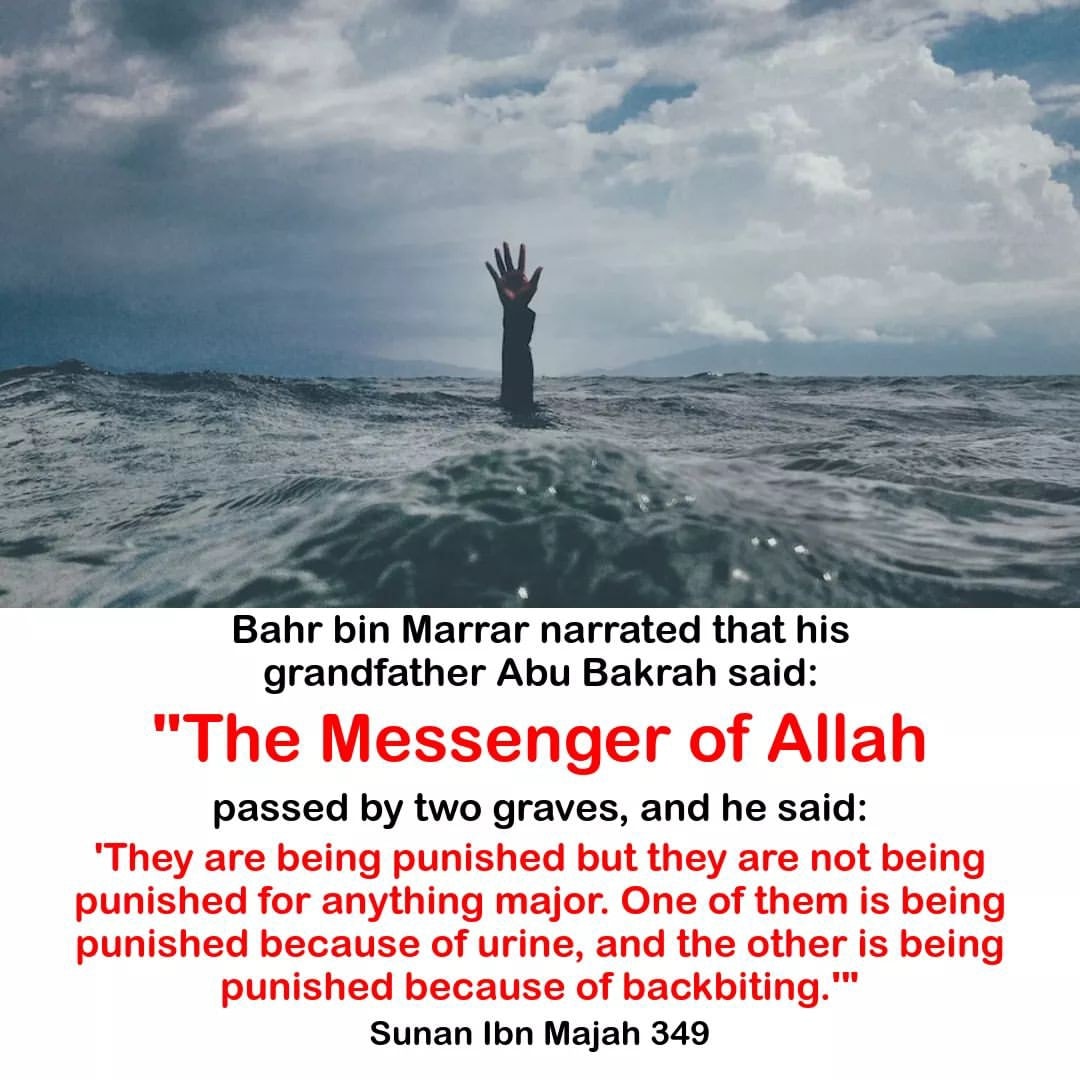 Bahr bin Marrar narrated that his
grandfather Abu Bakrah said:
"The Messenger of Allah
passed by two graves, and he said:
'They are being punished but they are not being
punished for anything major. One of them is being
punished because of urine, and the other is being
punished because of backbiting.'"
Sunan Ibn Majah 349